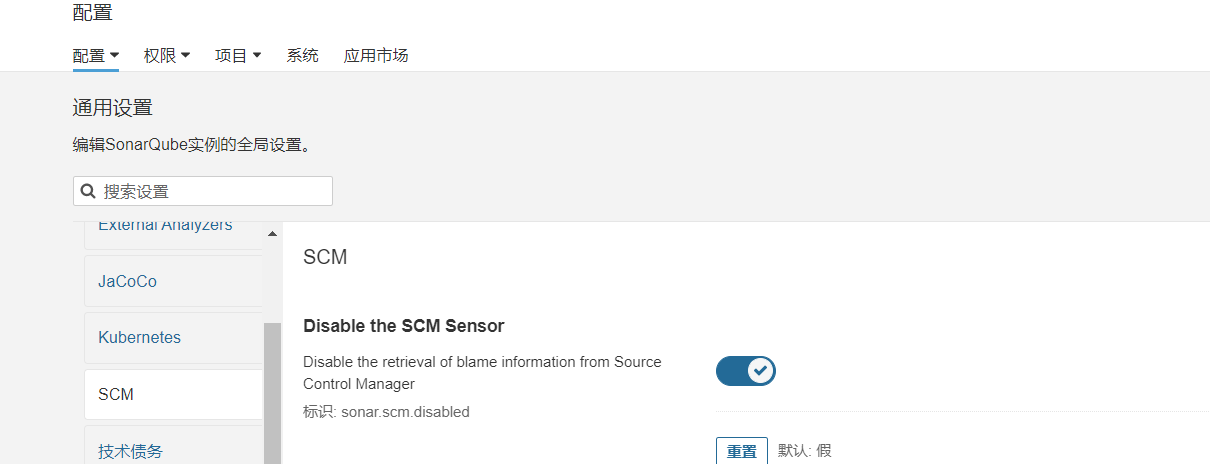 配置
配置 权限 项目 系统 应用市场
通用设置
编辑SonarQube实例的全局设置。
搜索设置
External Analyzers
JaCoCo
Kubernetes
SCM
技术债务
SCM
Disable the SCM Sensor
Disable the retrieval of blame information from Source
Control Manager
标识: sonar.scm.disabled
重置 默认: 假